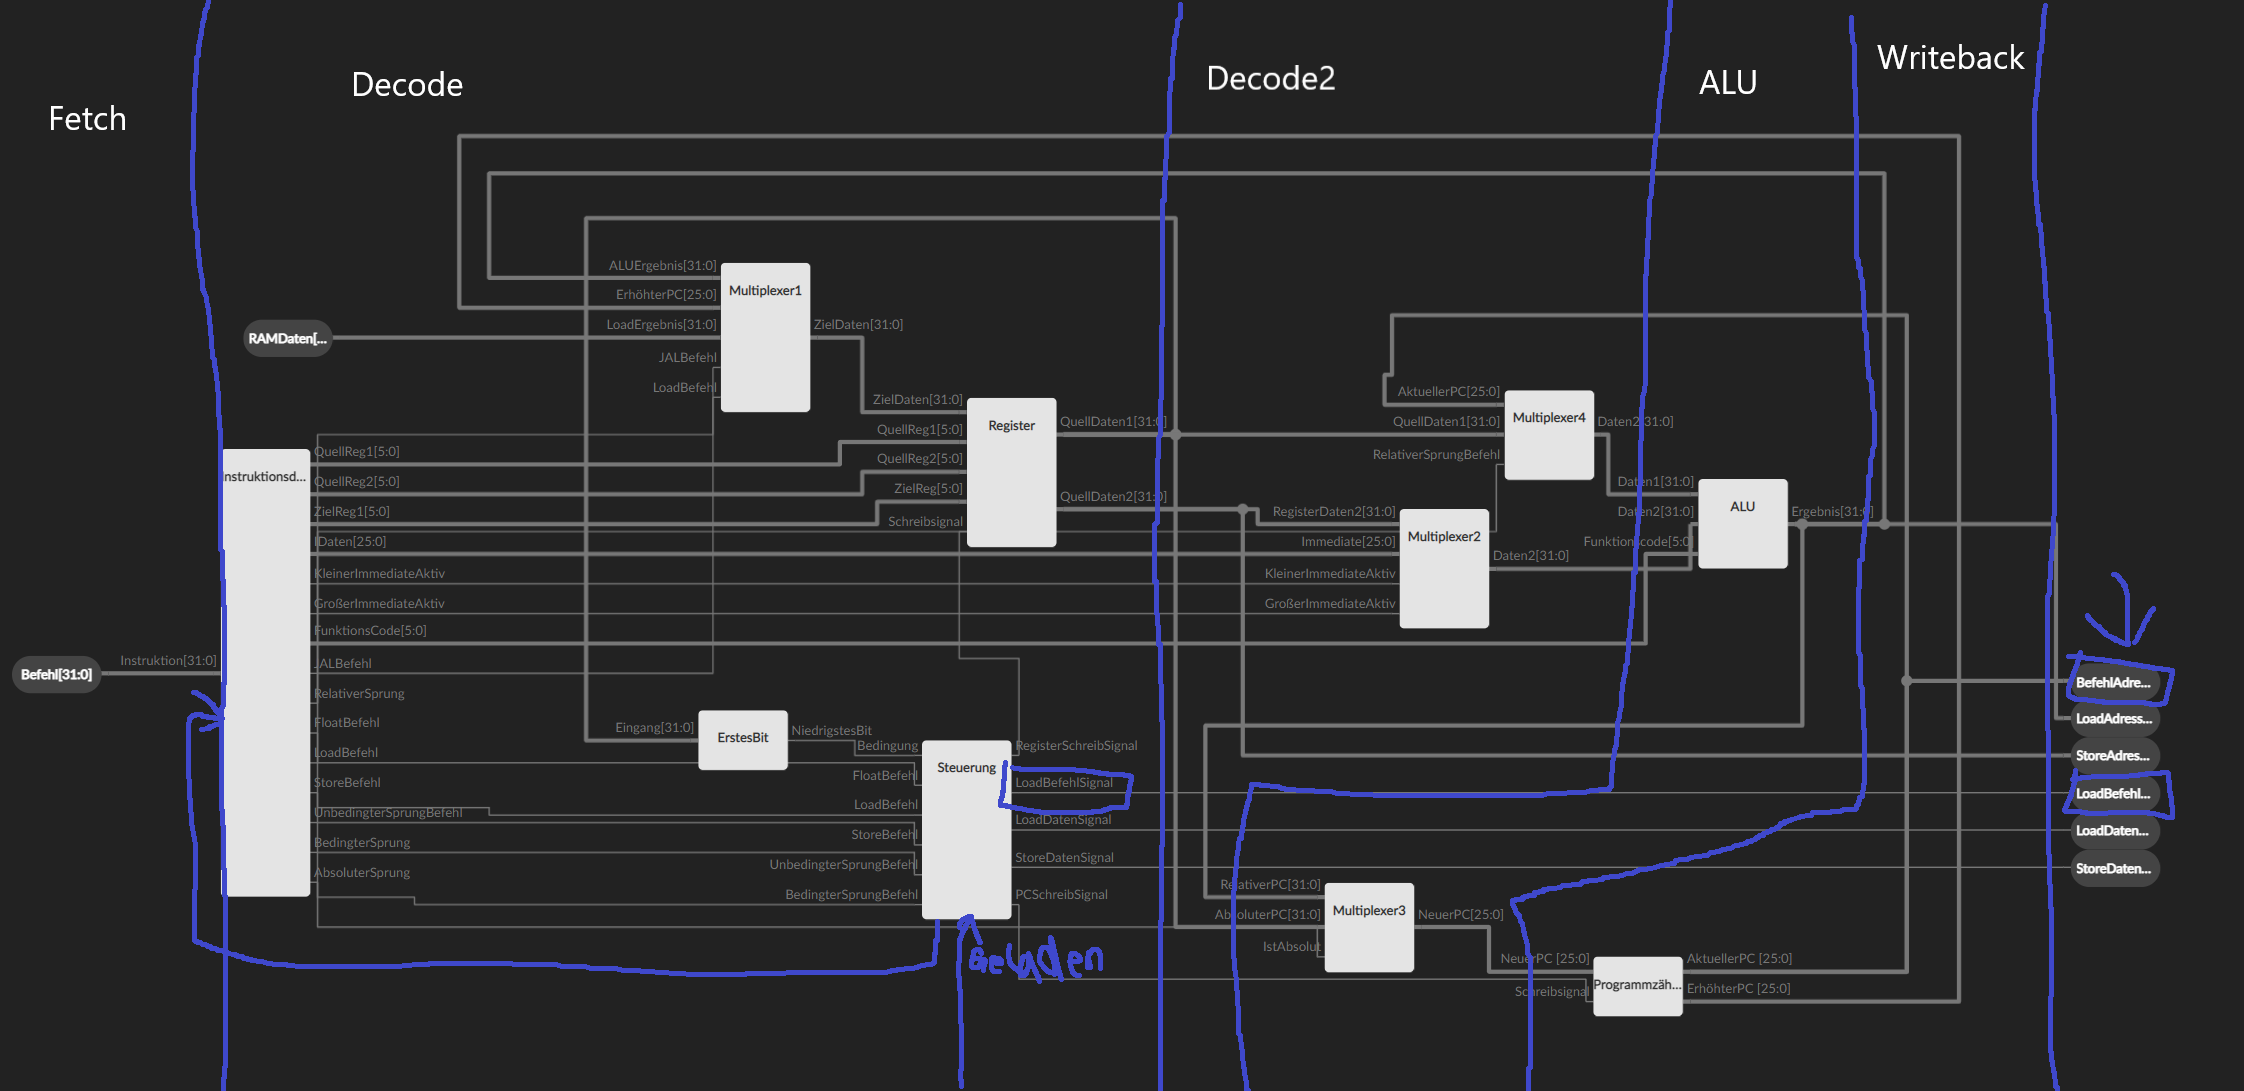 Fetch
Decode
Decode2
ALU
Writeback
ALUErgebnis[31:0]
ErhöhterPC[25:0]
LoadErgebnis[31:0]
JALBefehl
LoadBefehl
Multiplexer1
ZielDaten[31:0]
RAMDaten[...
ZielDaten[31:0]
QuellReg1[5:0]
QuellReg2[5:0]
ZielReg[5:0]
Schreibsignal
Register
QuellDaten1[31:0]
QuellDaten2[31:0]
Befehl[31:0]
Instruktion[31:0]
nstruktionsd...
QuellReg1[5:0]
QuellReg2[5:0]
ZielReg1[5:0]
IDaten[25:0]
KleinerImmediateAktiv
GroßerImmediateAktiv
FunktionsCode[5:0]
JALBefehl
RelativerSprung
FloatBefehl
LoadBefehl
StoreBefehl
UnbedingterSprungBefehl
BedingterSprung
AbsoluterSprung
Eingang[31:0]
ErstesBit
NiedrigstesBit
Bedingung
FloatBefehl
LoadBefehl
StoreBefehl
UnbedingterSprungBefehl
BedingterSprungBefehl
Steuerung
RegisterSchreibSignal
LoadBefehlSignal
LoadDatenSignal
StoreDatenSignal
PCSchreibSignal
Geladen
AktuellerPC[25:0]
QuellDaten1[31:0]
RelativerSprungBefehl
Multiplexer4
Daten2[31:0]
RegisterDaten2[31:0]
Immediate[25:0]
KleinerImmediateAktiv
GroßerImmediateAktiv
Multiplexer2
Daten2[31:0]
Daten1[31:0]
Daten2[31:0]
Funktionscode[5:0]
ALU
Ergebnis[31:0]
RelativerPC[31:0]
AbsoluterPC[31:0]
IstAbsolut
Multiplexer3
NeuerPC[25:0]
NeuerPC [25:0]
Schreibsignal
Programmzäh...
AktuellerPC [25:0]
ErhöhterPC [25:0]
BefehlAdre...
LoadAdress...
StoreAdres...
LoadBefehl...
LoadDaten...
StoreDaten...